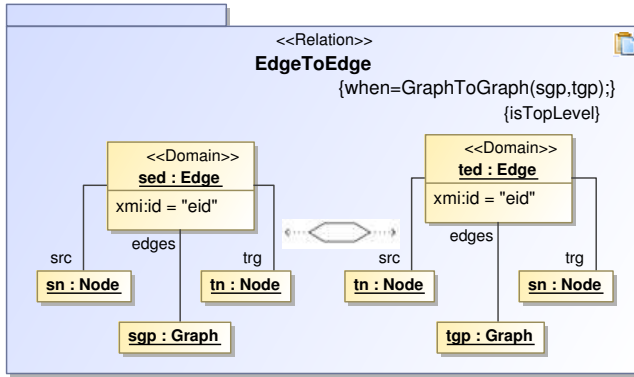 <<Relation>>
EdgeToEdge
{when=GraphToGraph(sgp,tgp);}
{isTopLevel}
<<Domain>>
sed : Edge
xmi:id = "eid"
edges
src
trg
sn : Node
tn : Node
sgp : Graph
<<Domain>>
ted : Edge
xmi:id = "eid"
edges
src
trg
tn : Node
sn : Node
tgp : Graph